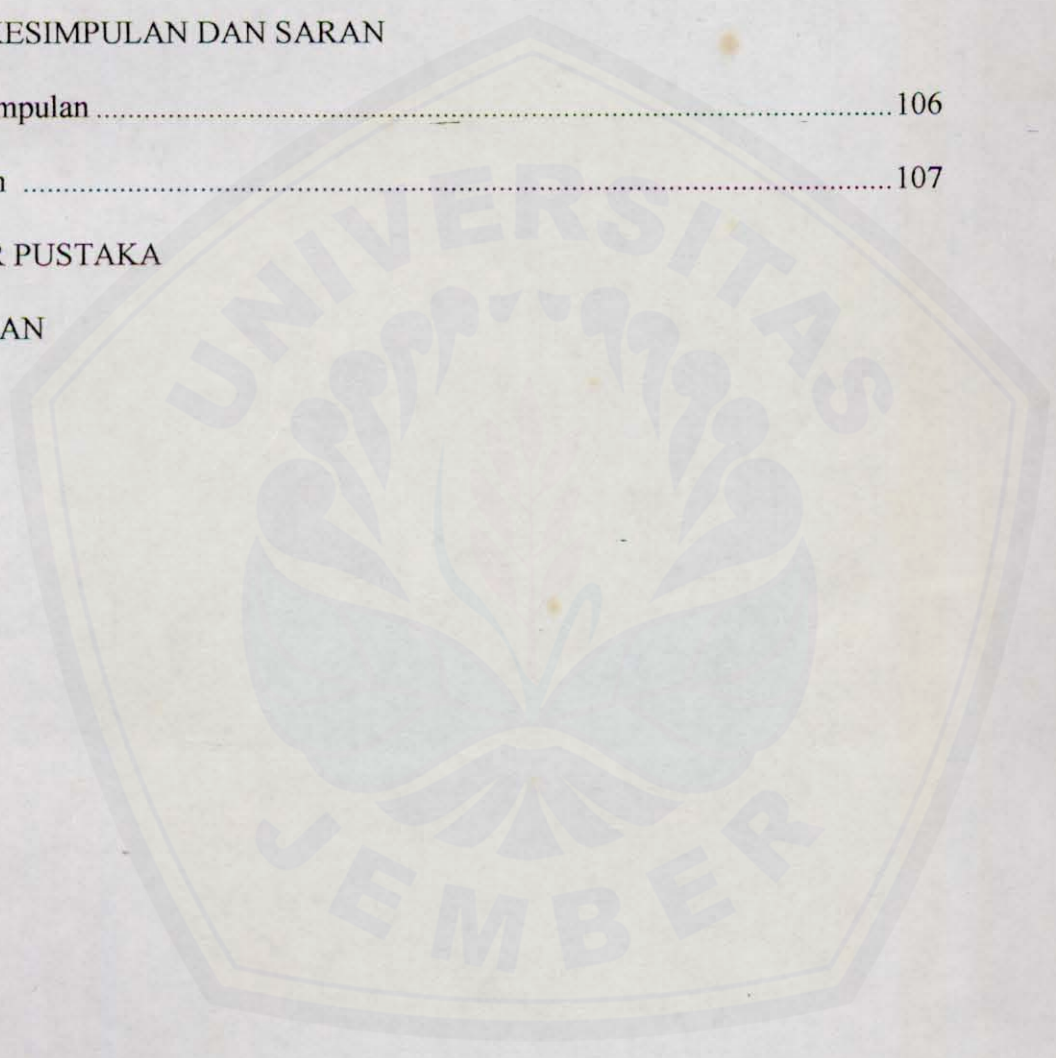 KESIMPULAN DAN SARAN
mpulan ........................................................................ 106
n ........................................................................ 107
R PUSTAKA
AN
UNIVERSITAS
JEMBER